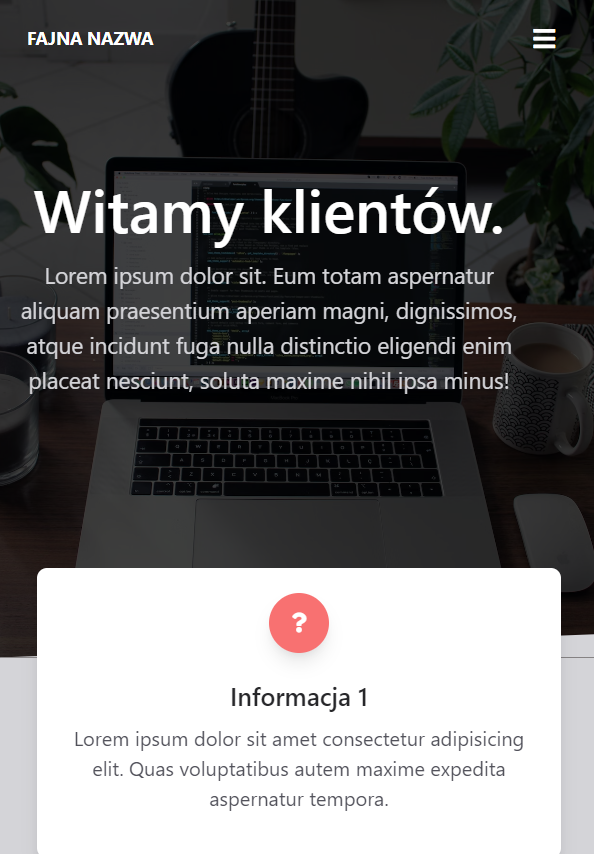 FAJNA NAZWA
Witamy klientów.
Lorem ipsum dolor sit. Eum totam aspernatur
aliquam praesentium aperiam magni, dignissimos,
atque incidunt fuga nulla distinctio eligendi enim
placeat nesciunt, soluta maxime nihil ipsa minus!
?
Informacja 1
Lorem ipsum dolor sit amet consectetur adipisicing
elit. Quas voluptatibus autem maxime expedita
aspernatur tempora.